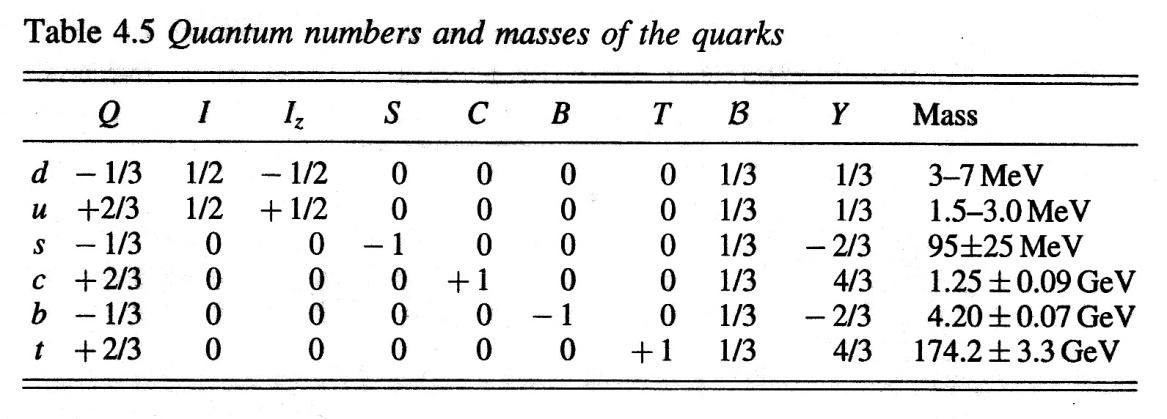 Table 4.5 Quantum numbers and masses of the quarks
Q I I_z S C B T ℬ Y Mass
d − 1/3 1/2 − 1/2 0 0 0 0 1/3 1/3 3–7 MeV
u +2/3 1/2 + 1/2 0 0 0 0 1/3 1/3 1.5–3.0 MeV
s − 1/3 0 0 − 1 0 0 0 1/3 − 2/3 95±25 MeV
c + 2/3 0 0 0 +1 0 0 1/3 4/3 1.25 ± 0.09 GeV
b − 1/3 0 0 0 0 − 1 0 1/3 − 2/3 4.20 ± 0.07 GeV
t + 2/3 0 0 0 0 0 +1 1/3 4/3 174.2 ± 3.3 GeV